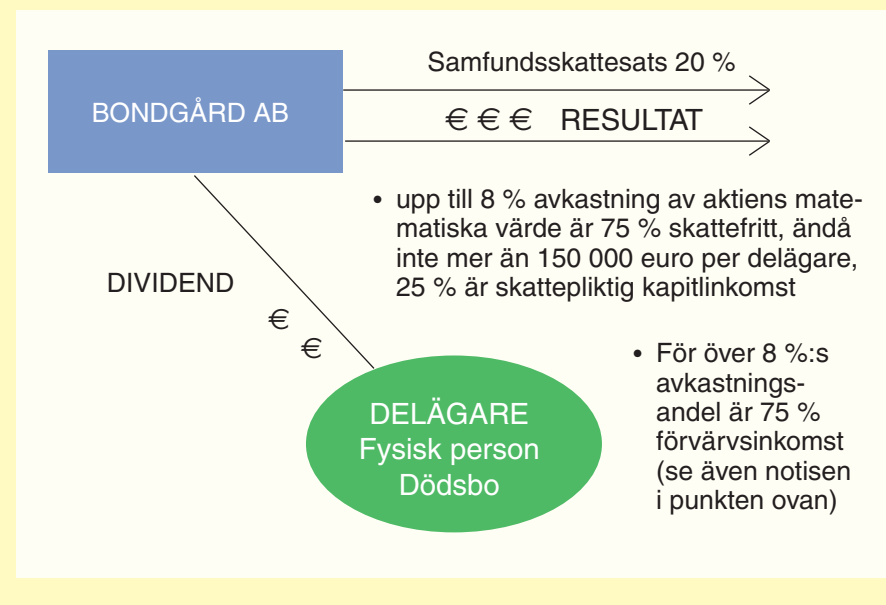 Samfundsskattesats 20 %
BONDGÅRD AB
€ € € RESULTAT
• upp till 8 % avkastning av aktiens mate-
matiska värde är 75 % skattefritt, ändå
inte mer än 150 000 euro per delägare,
25 % är skattepliktig kapitlinkomst
DIVIDEND
€
€
• För över 8 %:s
avkastnings-
andel är 75 %
förvärvsinkomst
(se även notisen
i punkten ovan)
DELÄGARE
Fysisk person
Dödsbo